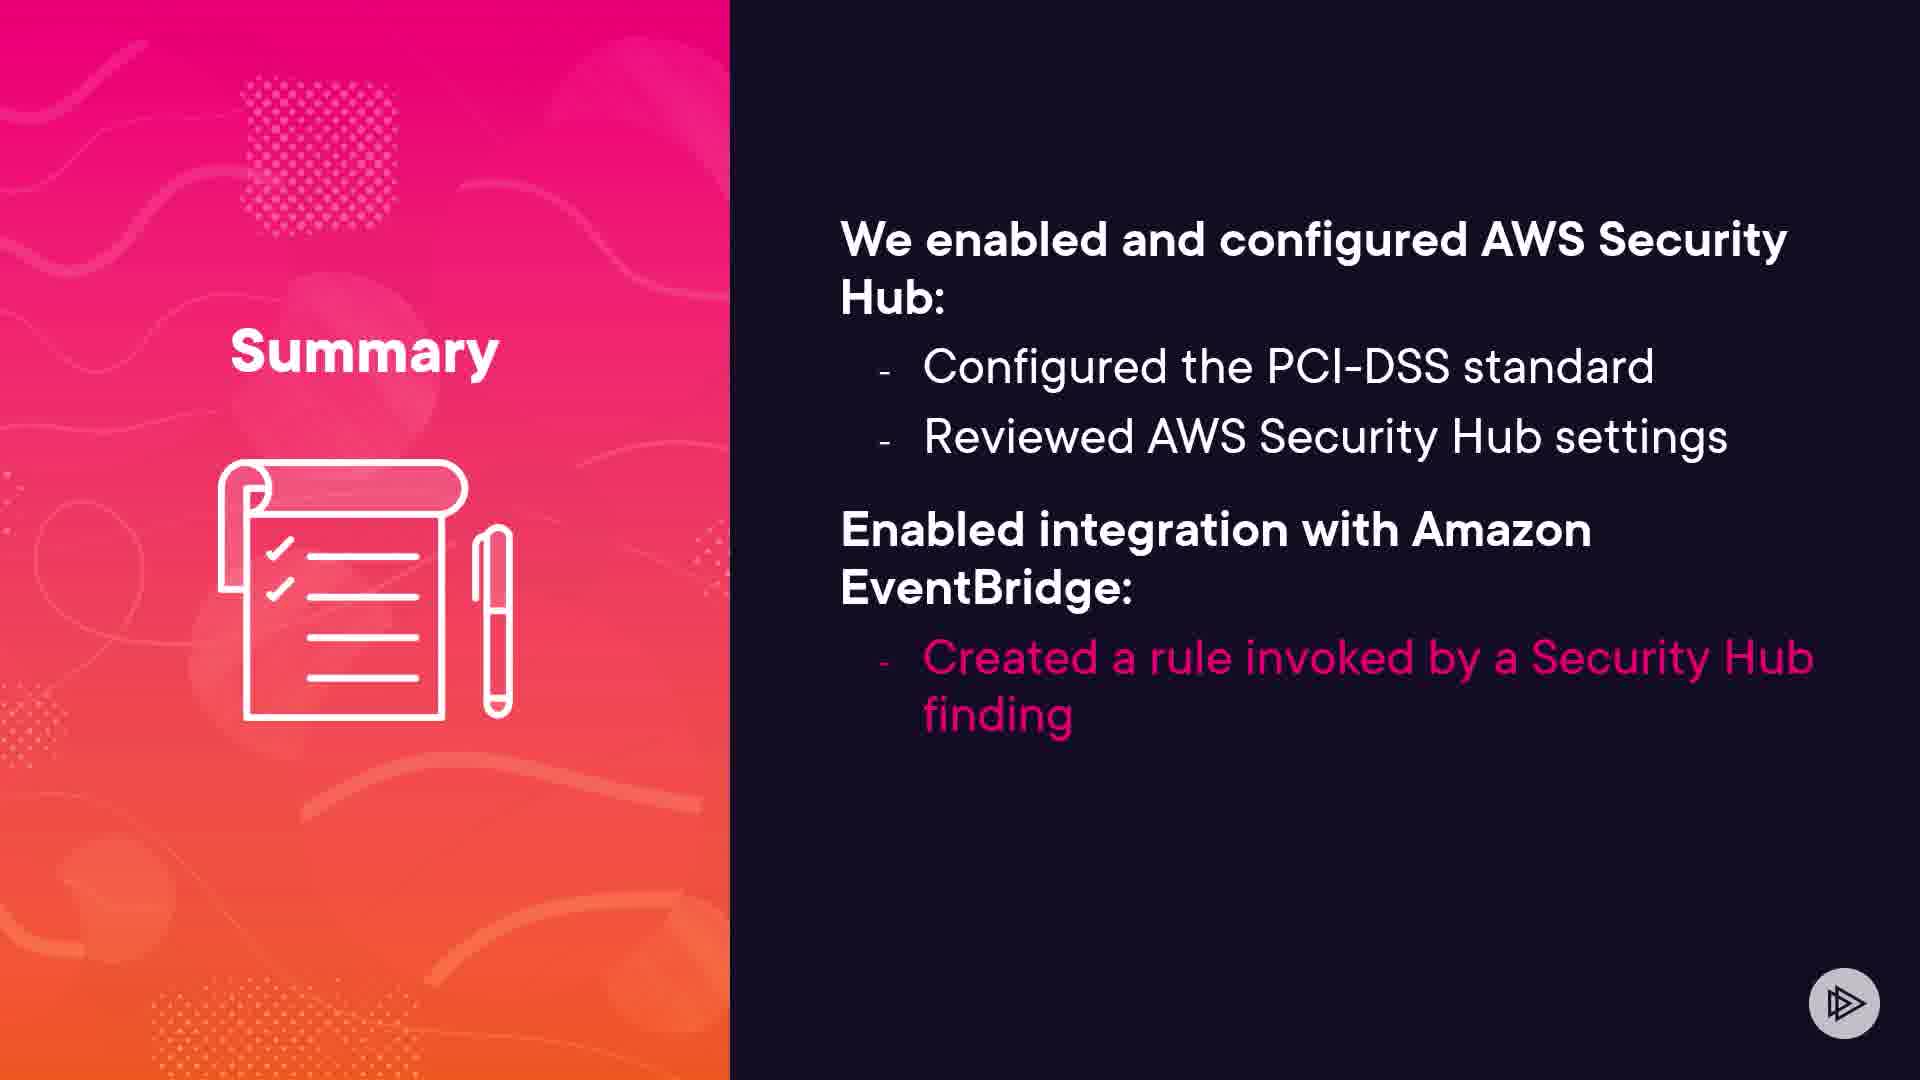 Summary
We enabled and configured AWS Security
Hub:
- Configured the PCI-DSS standard
- Reviewed AWS Security Hub settings
Enabled integration with Amazon
EventBridge:
- Created a rule invoked by a Security Hub
finding